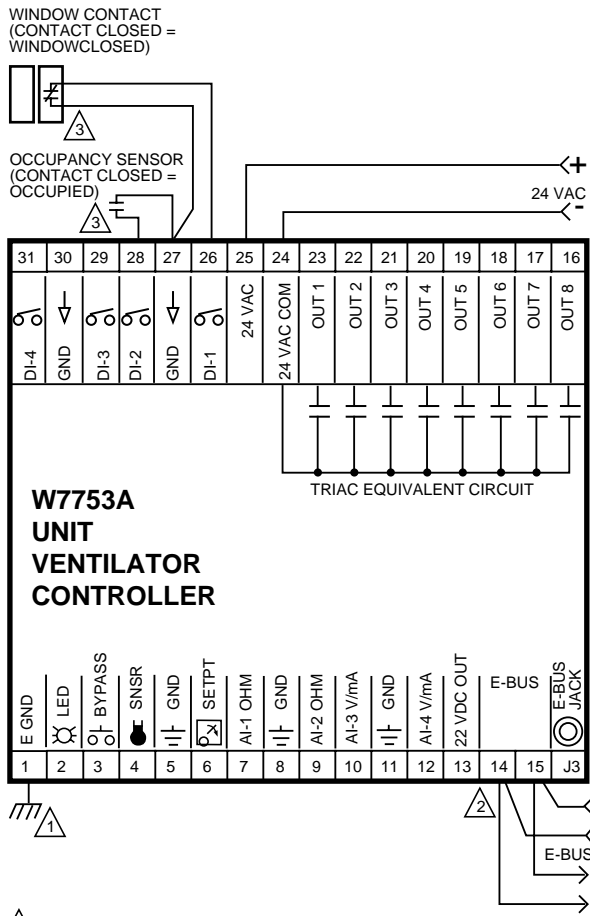 WINDOW CONTACT
(CONTACT CLOSED =
WINDOWCLOSED)
3
OCCUPANCY SENSOR
(CONTACT CLOSED =
OCCUPIED)
3
+
24 VAC
-
31 30 29 28 27 26 25 24 23 22 21 20 19 18 17 16
DI-4
GND
DI-3
DI-2
GND
DI-1
24 VAC
24 VAC COM
OUT 1
OUT 2
OUT 3
OUT 4
OUT 5
OUT 6
OUT 7
OUT 8
TRIAC EQUIVALENT CIRCUIT
W7753A
UNIT
VENTILATOR
CONTROLLER
E GND
LED
BYPASS
SNSR
GND
SETPT
AI-1 OHM
GND
AI-2 OHM
AI-3 V/mA
GND
AI-4 V/mA
22 VDC OUT
E-BUS
E-BUS
JACK
1 2 3 4 5 6 7 8 9 10 11 12 13 14 15 J3
1
2
E-BUS